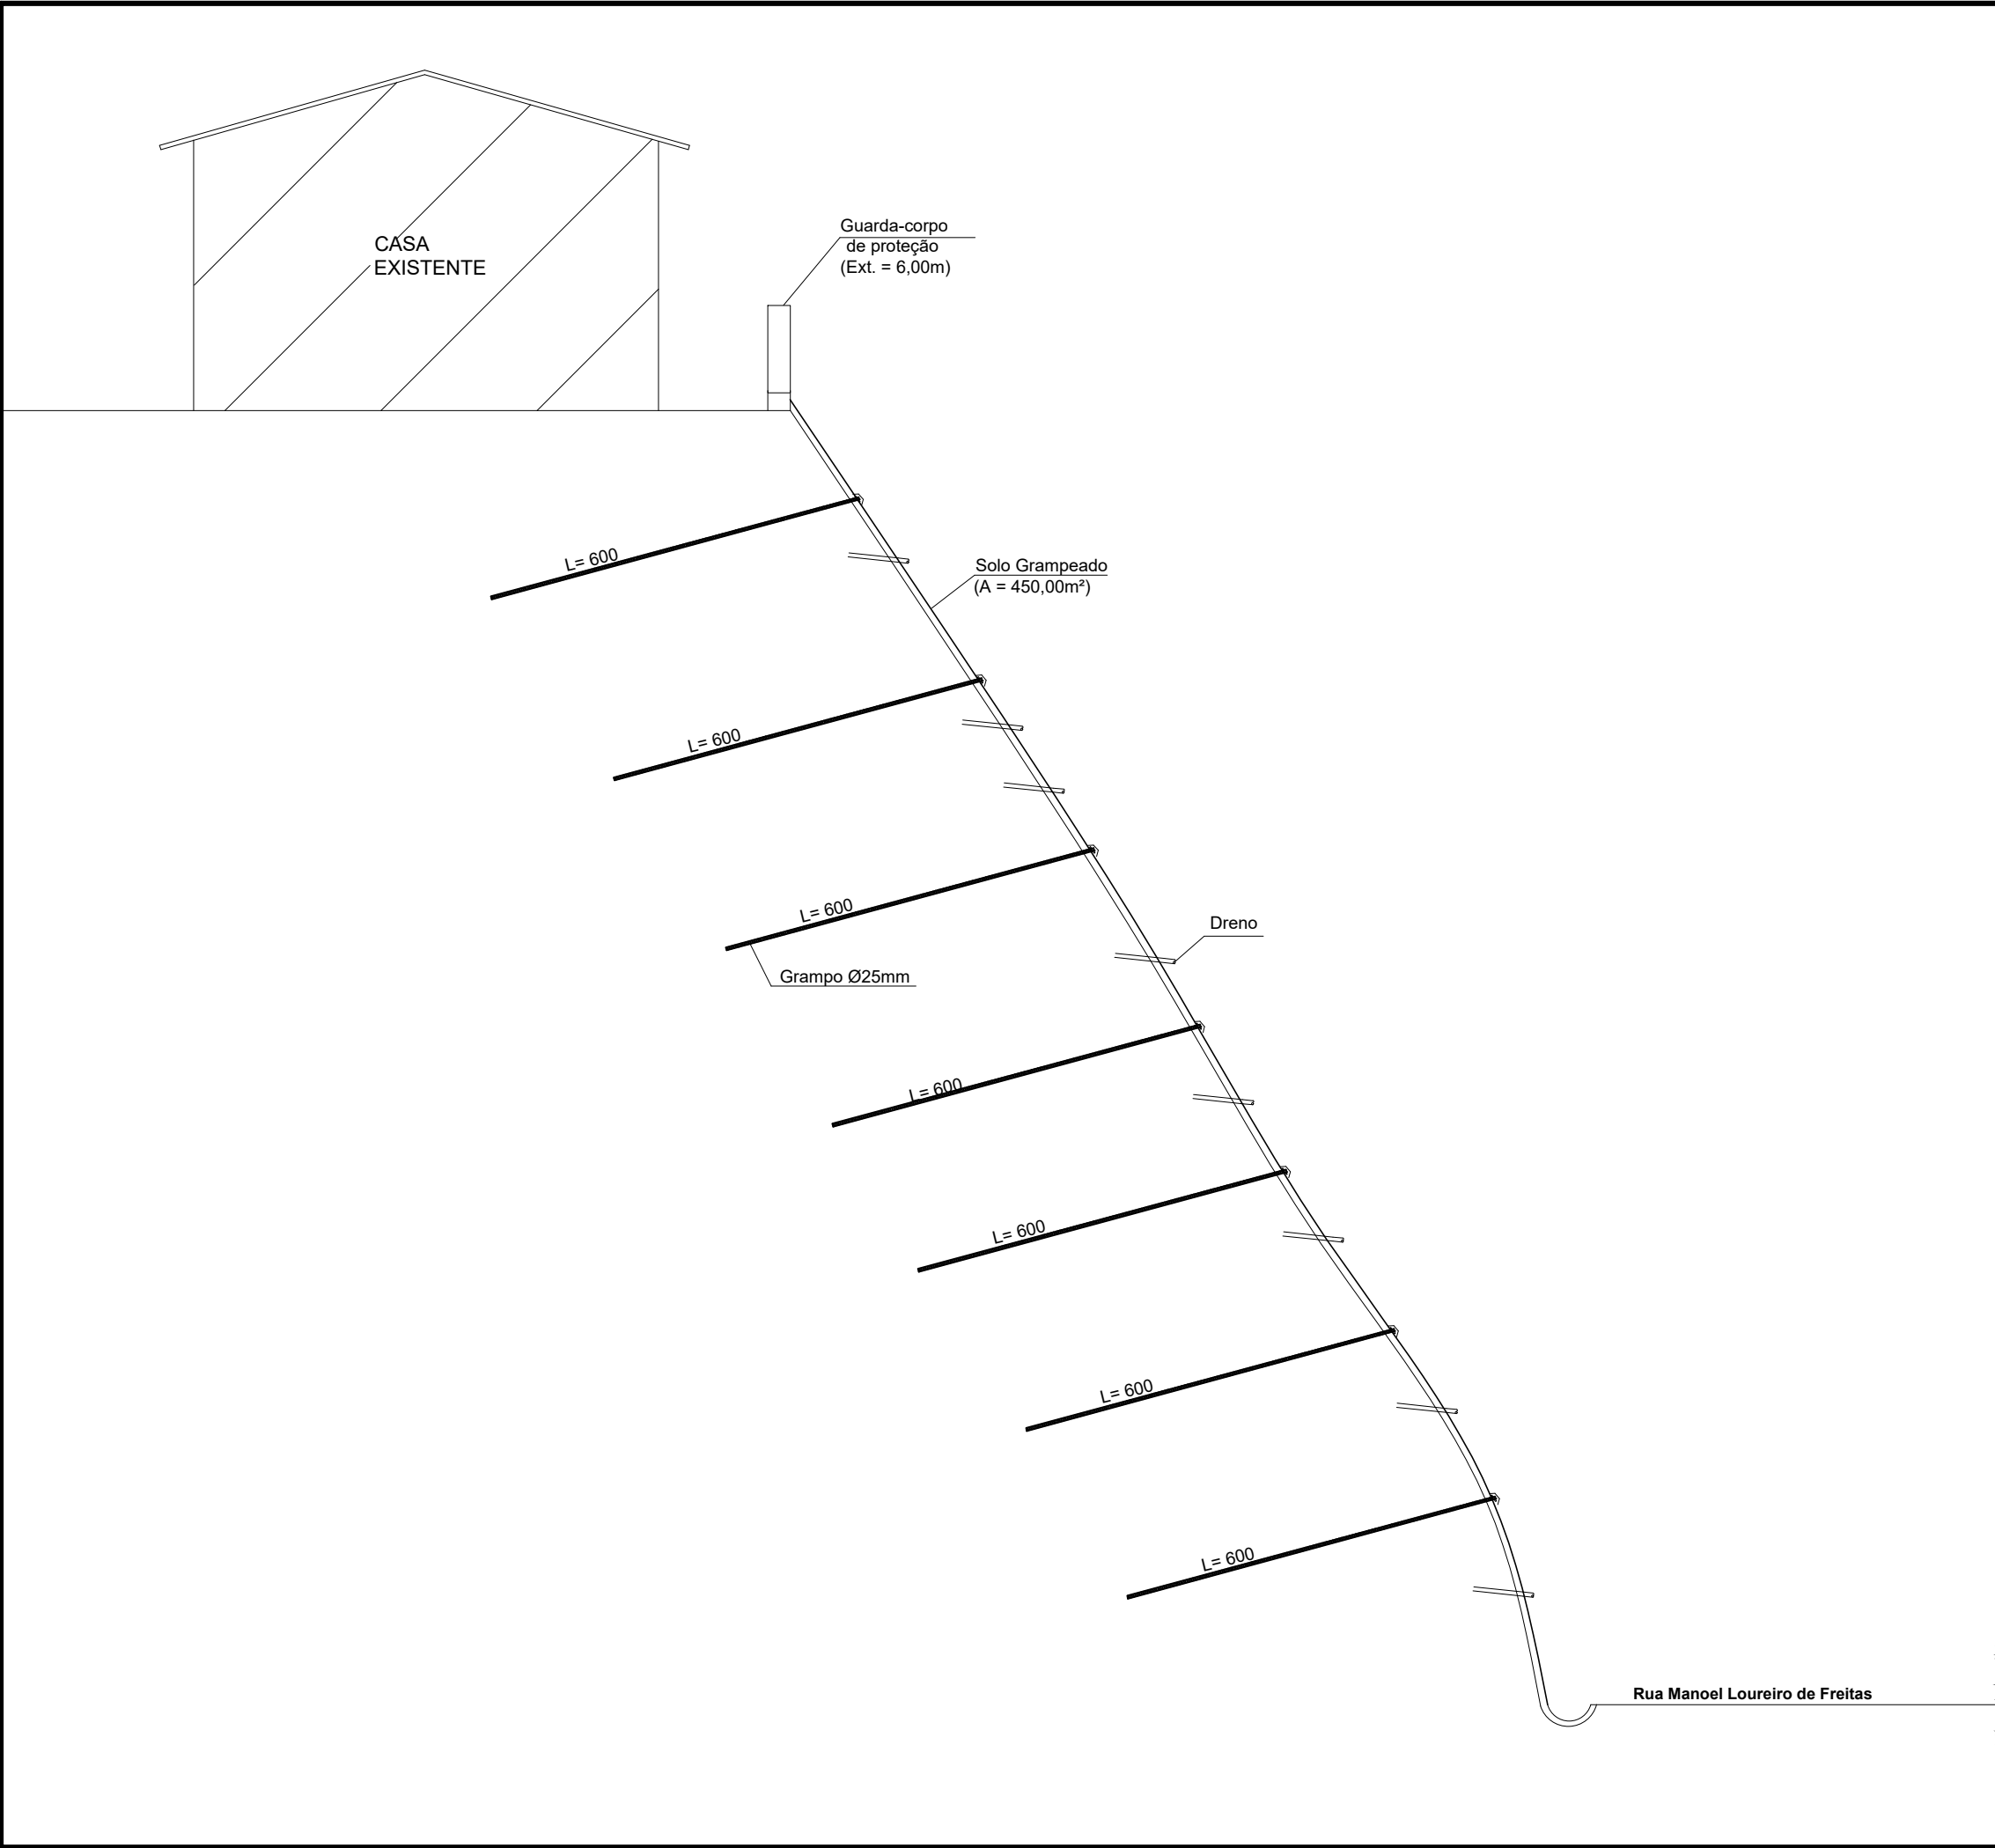 Guarda-corpo
de proteção
(Ext. = 6,00m)
CASA
EXISTENTE
L= 600
Solo Grampeado
(A = 450,00m²)
L= 600
L= 600
Dreno
Grampo Ø25mm
L= 600
L= 600
L= 600
L= 600
Rua Manoel Loureiro de Freitas